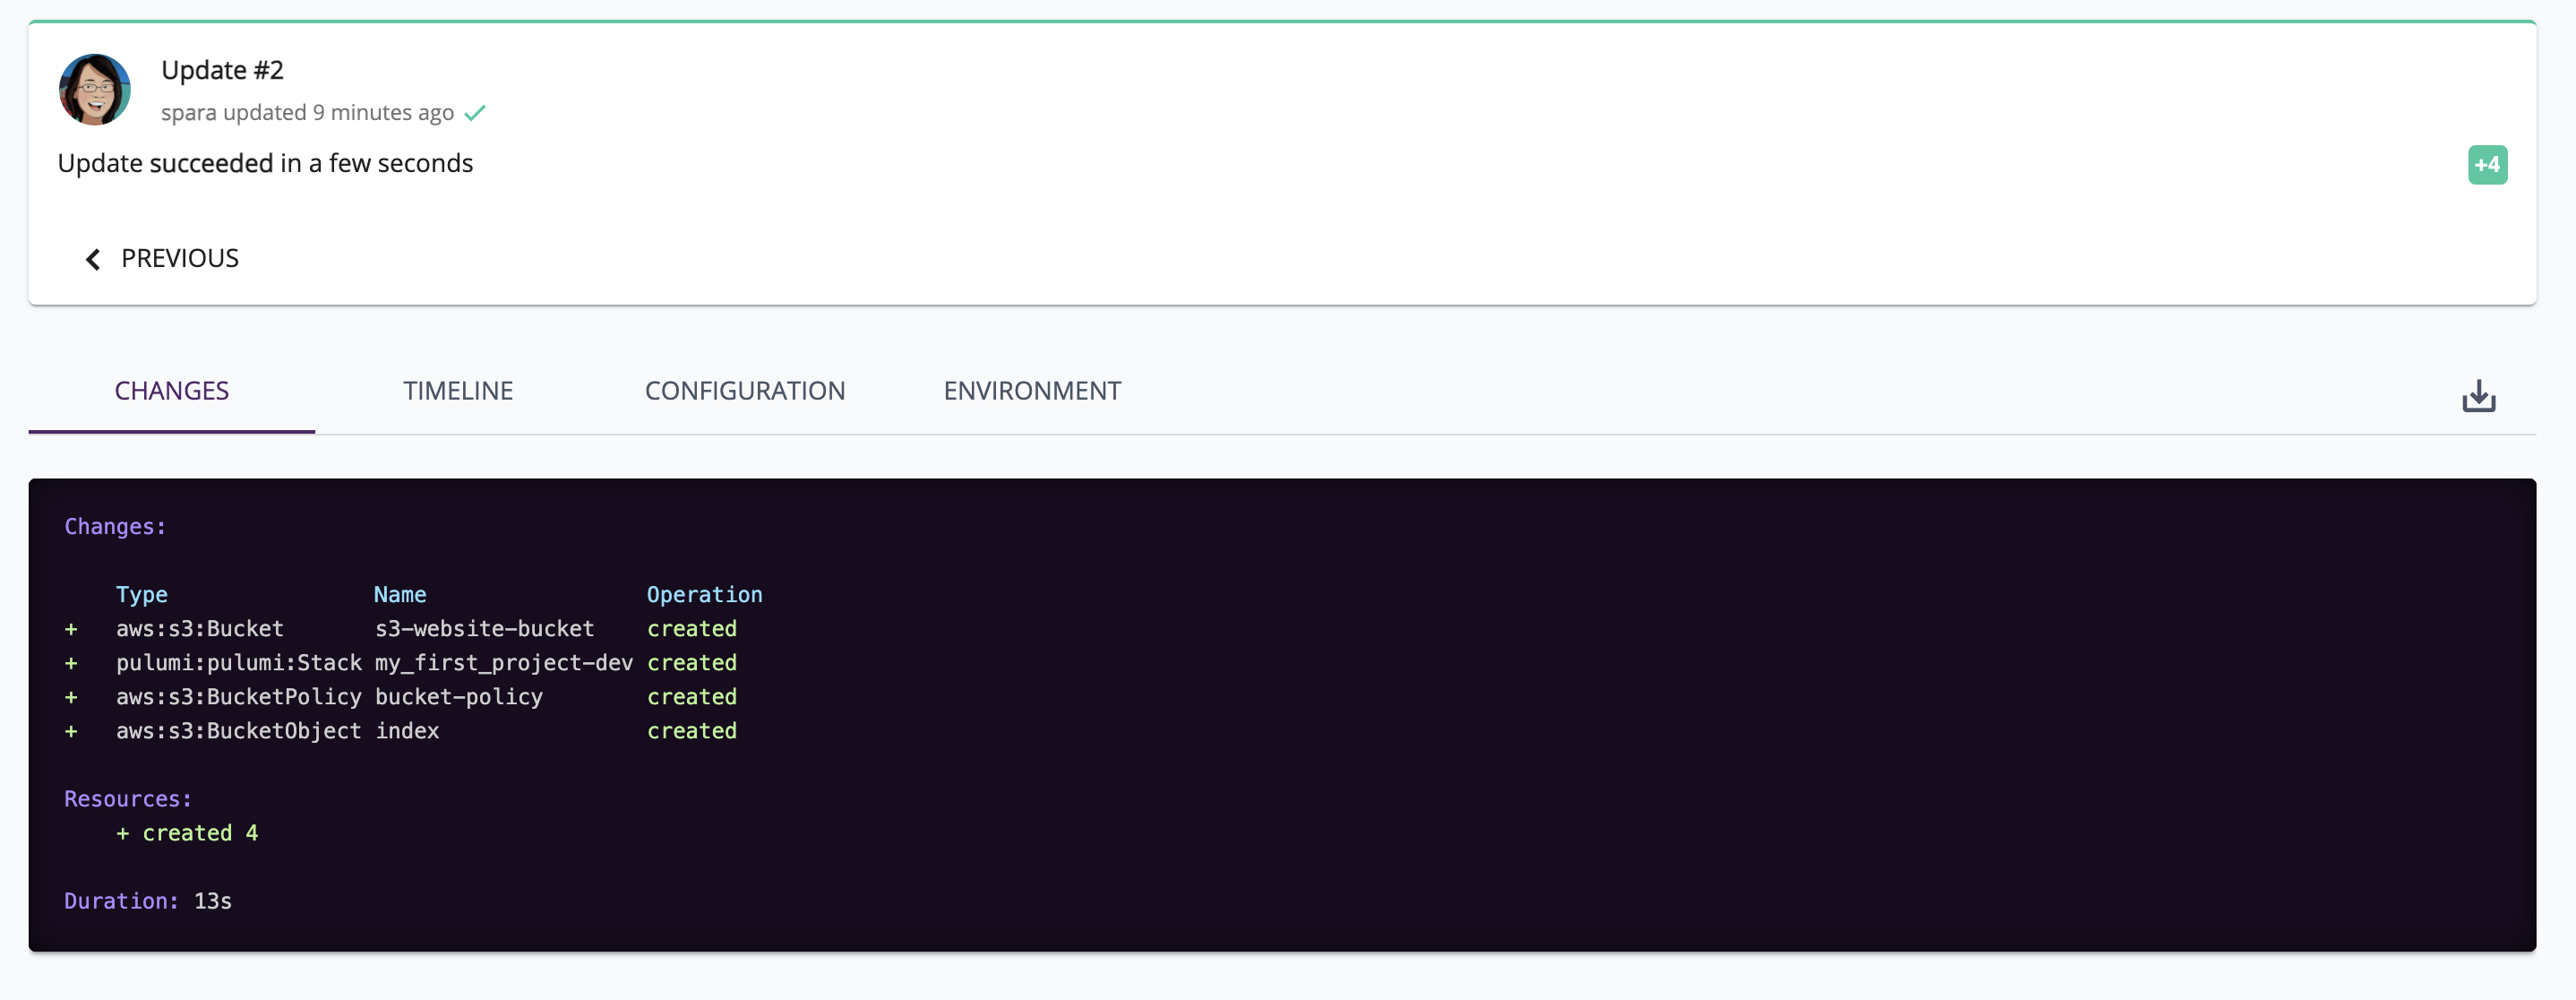 Update #2
spara updated 9 minutes ago
Update succeeded in a few seconds
+4
PREVIOUS
CHANGES TIMELINE CONFIGURATION ENVIRONMENT
Changes:
Type Name Operation
+ aws:s3:Bucket s3-website-bucket created
+ pulumi:pulumi:Stack my_first_project-dev created
+ aws:s3:BucketPolicy bucket-policy created
+ aws:s3:BucketObject index created
Resources:
+ created 4
Duration: 13s